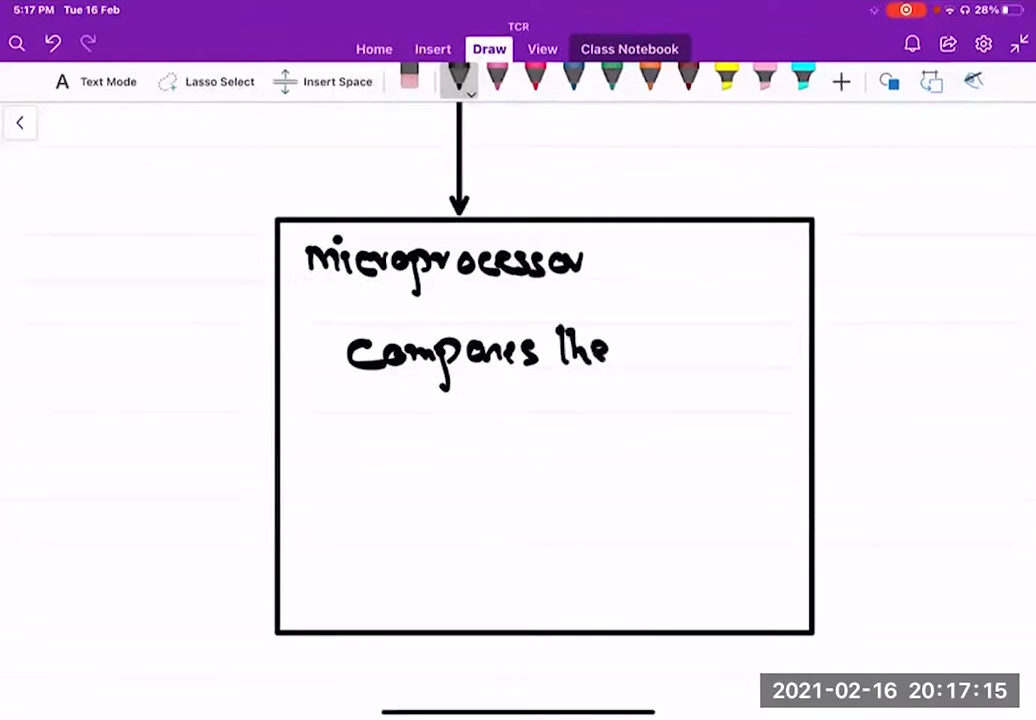 5:17 PM Tue 16 Feb
28%
TCR
Home Insert Draw View Class Notebook
A Text Mode Lasso Select Insert Space
microprocessor
compares the
2021-02-16 20:17:15